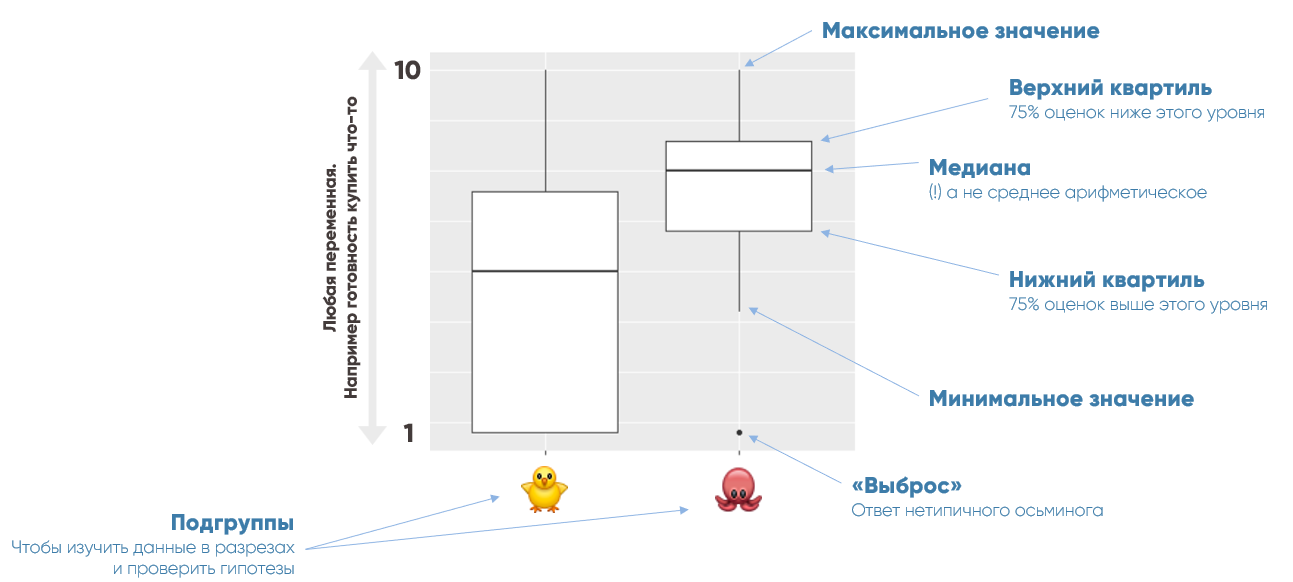 Максимальное значение
10
Верхний квартиль
75% оценок ниже этого уровня
Любая переменная.
Например готовность купить что-то
Медиана
(!) а не среднее арифметическое
Нижний квартиль
75% оценок выше этого уровня
Минимальное значение
1
«Выброс»
Ответ нетипичного осьминога
Подгруппы
Чтобы изучить данные в разрезах
и проверить гипотезы